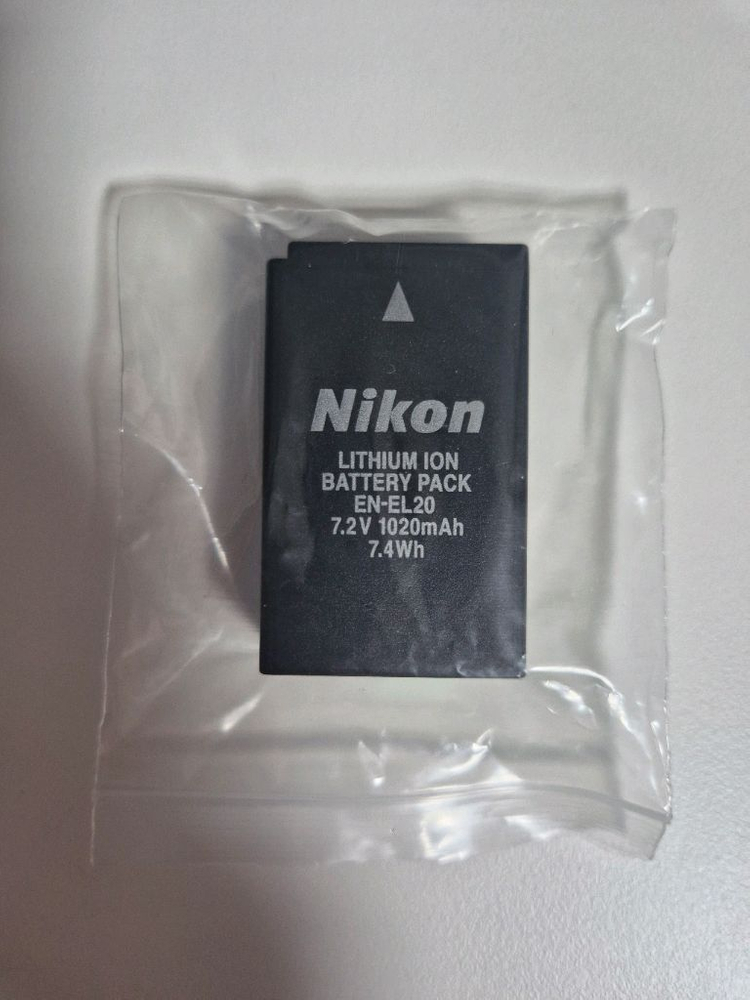 Nikon
LITHIUM ION
BATTERY PACK
EN-EL20
7.2V 1020mAh
7.4Wh